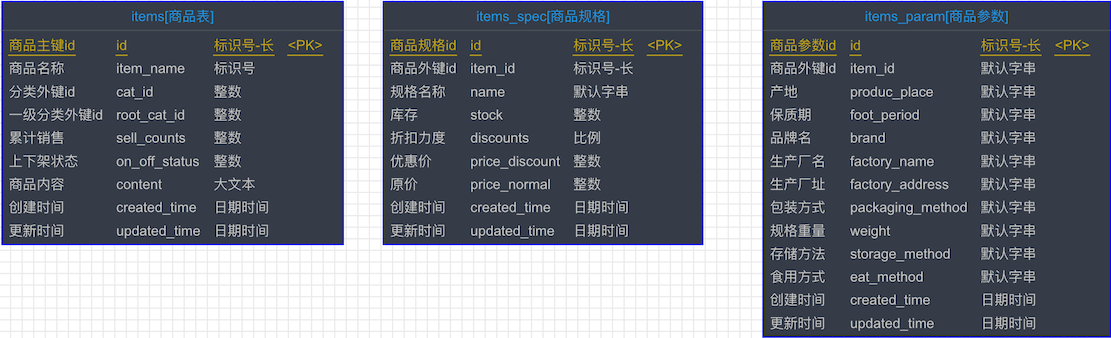 items[商品表]
商品主键id id 标识号-长 <PK>
商品名称 item_name 标识号
分类外键id cat_id 整数
一级分类外键id root_cat_id 整数
累计销售 sell_counts 整数
上下架状态 on_off_status 整数
商品内容 content 大文本
创建时间 created_time 日期时间
更新时间 updated_time 日期时间
items_spec[商品规格]
商品规格id id 标识号-长 <PK>
商品外键id item_id 标识号-长
规格名称 name 默认字串
库存 stock 整数
折扣力度 discounts 比例
优惠价 price_discount 整数
原价 price_normal 整数
创建时间 created_time 日期时间
更新时间 updated_time 日期时间
items_param[商品参数]
商品参数id id 标识号-长 <PK>
商品外键id item_id 默认字串
产地 produc_place 默认字串
保质期 foot_period 默认字串
品牌名 brand 默认字串
生产厂名 factory_name 默认字串
生产厂址 factory_address 默认字串
包装方式 packaging_method 默认字串
规格重量 weight 默认字串
存储方法 storage_method 默认字串
食用方式 eat_method 默认字串
创建时间 created_time 日期时间
更新时间 updated_time 日期时间